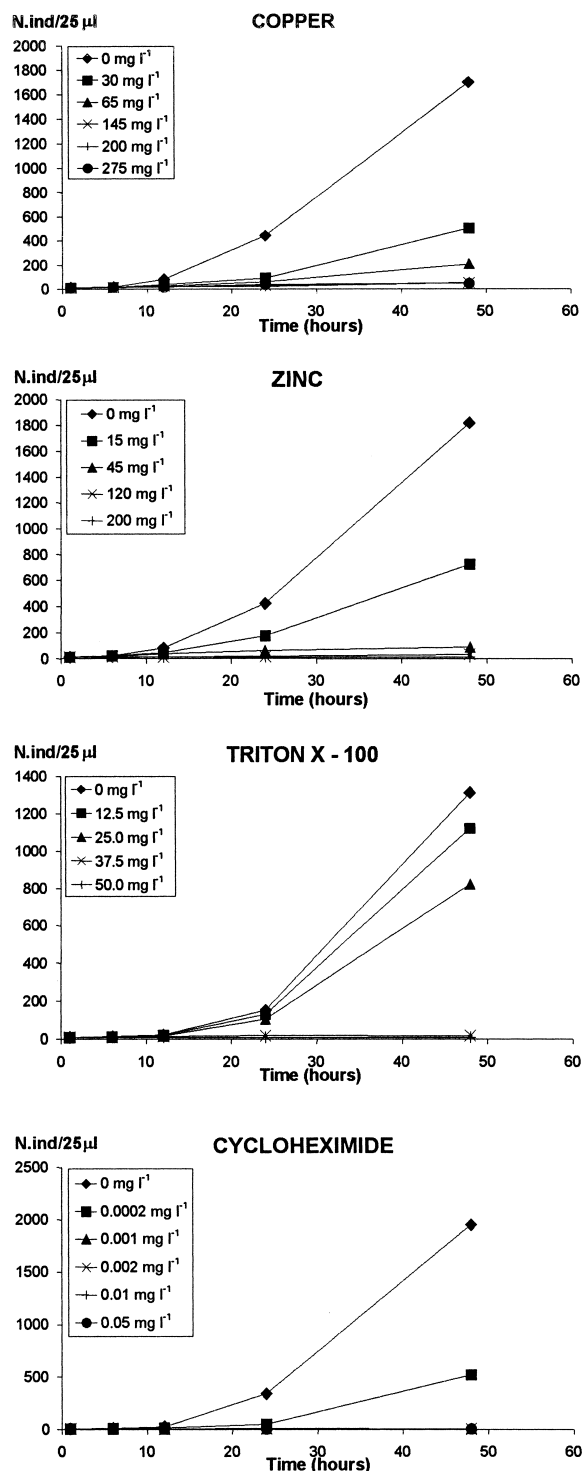 N.ind/25 µl
COPPER
2000
1800
1600
1400
1200
1000
800
600
400
200
0
0 mg l⁻¹
30 mg l⁻¹
65 mg l⁻¹
145 mg l⁻¹
200 mg l⁻¹
275 mg l⁻¹
0 10 20 30 40 50 60
Time (hours)
N.ind/25 µl
ZINC
2000
1800
1600
1400
1200
1000
800
600
400
200
0
0 mg l⁻¹
15 mg l⁻¹
45 mg l⁻¹
120 mg l⁻¹
200 mg l⁻¹
0 10 20 30 40 50 60
Time (hours)
N.ind/25 µl
TRITON X - 100
1400
1200
1000
800
600
400
200
0
0 mg l⁻¹
12.5 mg l⁻¹
25.0 mg l⁻¹
37.5 mg l⁻¹
50.0 mg l⁻¹
0 10 20 30 40 50 60
Time (hours)
N.ind/25 µl
CYCLOHEXIMIDE
2500
2000
1500
1000
500
0
0 mg l⁻¹
0.0002 mg l⁻¹
0.001 mg l⁻¹
0.002 mg l⁻¹
0.01 mg l⁻¹
0.05 mg l⁻¹
0 10 20 30 40 50 60
Time (hours)